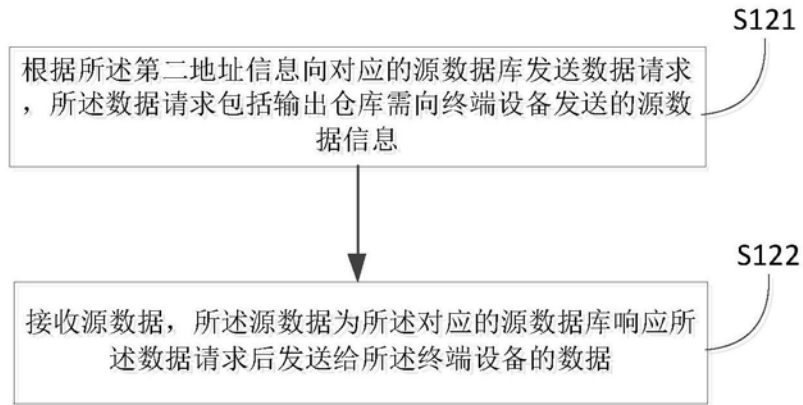 S121
根据所述第二地址信息向对应的源数据库发送数据请求
，所述数据请求包括输出仓库需向终端设备发送的源数
据信息
S122
接收源数据，所述源数据为所述对应的源数据库响应所
述数据请求后发送给所述终端设备的数据